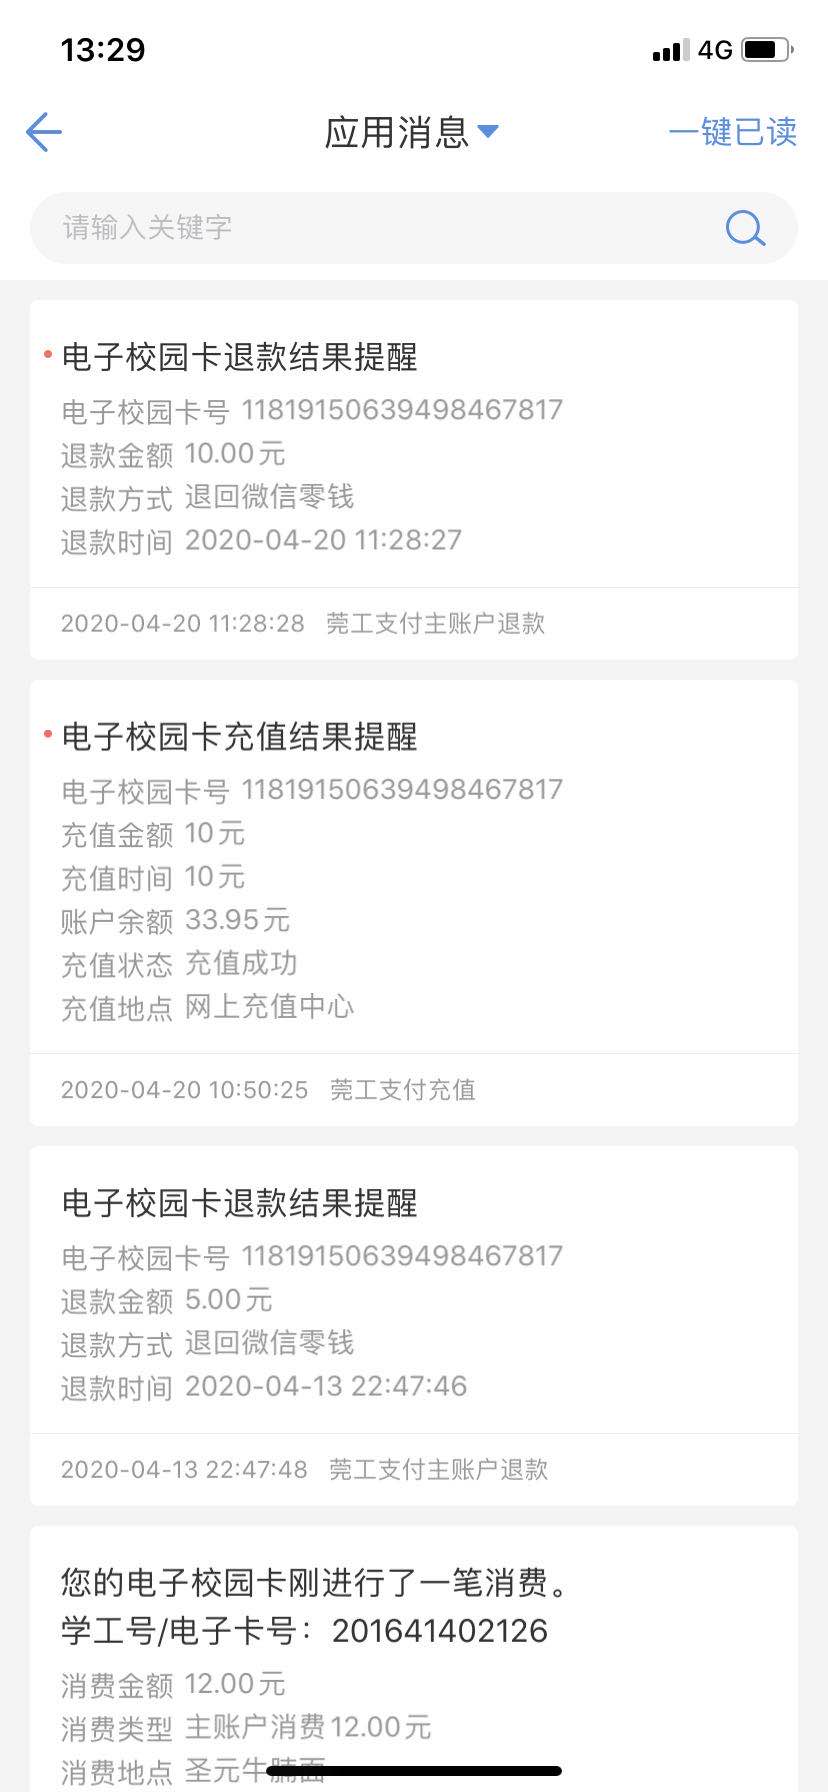 13:29
4G
应用消息
一键已读
请输入关键字
电子校园卡退款结果提醒
电子校园卡号 11819150639498467817
退款金额 10.00元
退款方式 退回微信零钱
退款时间 2020-04-20 11:28:27
2020-04-20 11:28:28 莞工支付主账户退款
电子校园卡充值结果提醒
电子校园卡号 11819150639498467817
充值金额 10元
充值时间 10元
账户余额 33.95元
充值状态 充值成功
充值地点 网上充值中心
2020-04-20 10:50:25 莞工支付充值
电子校园卡退款结果提醒
电子校园卡号 11819150639498467817
退款金额 5.00元
退款方式 退回微信零钱
退款时间 2020-04-13 22:47:46
2020-04-13 22:47:48 莞工支付主账户退款
您的电子校园卡刚进行了一笔消费。
学工号/电子卡号：201641402126
消费金额 12.00元
消费类型 主账户消费12.00元
消费地点 圣元牛腩面